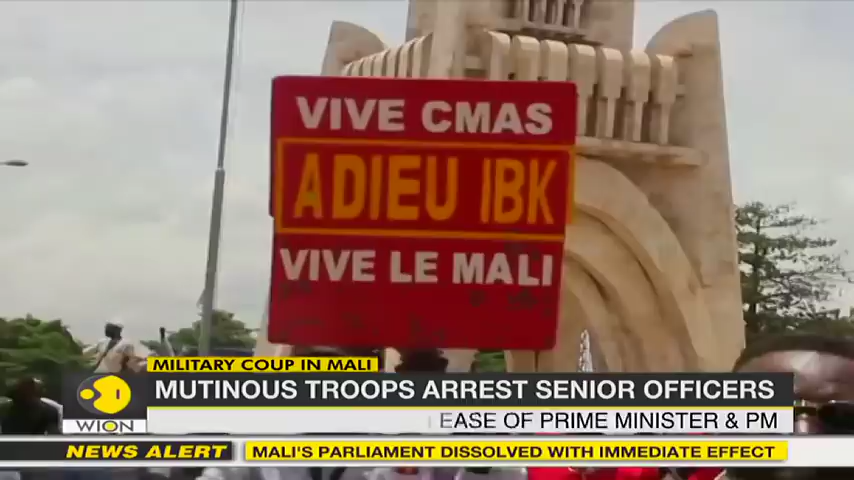 VIVE CMAS
ADIEU IBK
VIVE LE MALI
MILITARY COUP IN MALI
MUTINOUS TROOPS ARREST SENIOR OFFICERS
EASE OF PRIME MINISTER & PM
WION
NEWS ALERT
MALI'S PARLIAMENT DISSOLVED WITH IMMEDIATE EFFECT